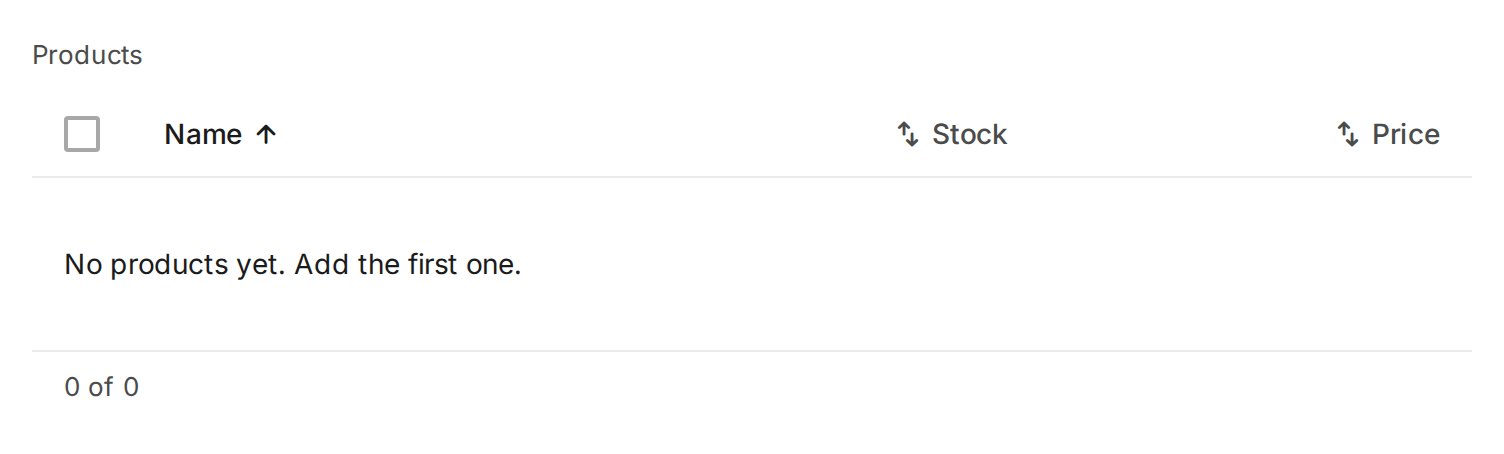 Products
Name Stock Price
No products yet. Add the first one.
0 of 0